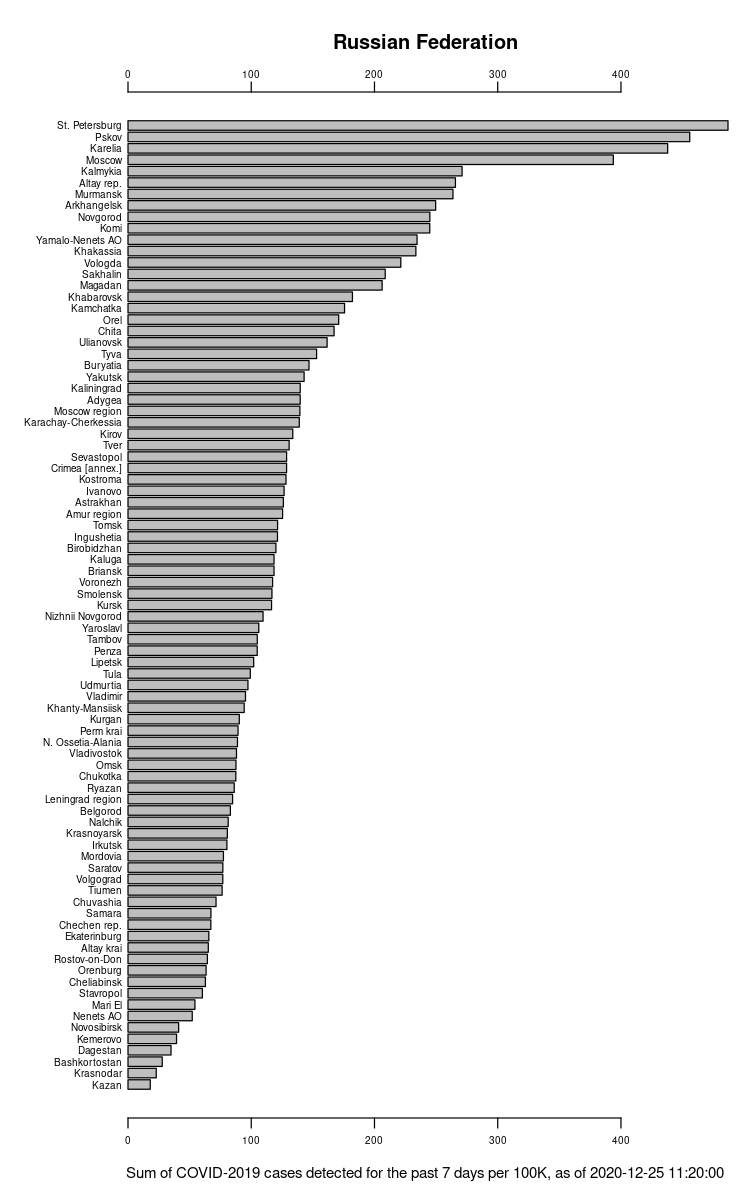 Russian Federation
0 100 200 300 400
St. Petersburg
Pskov
Karelia
Moscow
Kalmykia
Altay rep.
Murmansk
Arkhangelsk
Novgorod
Komi
Yamalo-Nenets AO
Khakassia
Vologda
Sakhalin
Magadan
Khabarovsk
Kamchatka
Orel
Chita
Ulianovsk
Tyva
Buryatia
Yakutsk
Kaliningrad
Adygea
Moscow region
Karachay-Cherkessia
Kirov
Tver
Sevastopol
Crimea [annex.]
Kostroma
Ivanovo
Astrakhan
Amur region
Tomsk
Ingushetia
Birobidzhan
Kaluga
Briansk
Voronezh
Smolensk
Kursk
Nizhnii Novgorod
Yaroslavl
Tambov
Penza
Lipetsk
Tula
Udmurtia
Vladimir
Khanty-Mansiisk
Kurgan
Perm krai
N. Ossetia-Alania
Vladivostok
Omsk
Chukotka
Ryazan
Leningrad region
Belgorod
Nalchik
Krasnoyarsk
Irkutsk
Mordovia
Saratov
Volgograd
Tiumen
Chuvashia
Samara
Chechen rep.
Ekaterinburg
Altay krai
Rostov-on-Don
Orenburg
Cheliabinsk
Stavropol
Mari El
Nenets AO
Novosibirsk
Kemerovo
Dagestan
Bashkortostan
Krasnodar
Kazan
0 100 200 300 400
Sum of COVID-2019 cases detected for the past 7 days per 100K, as of 2020-12-25 11:20:00